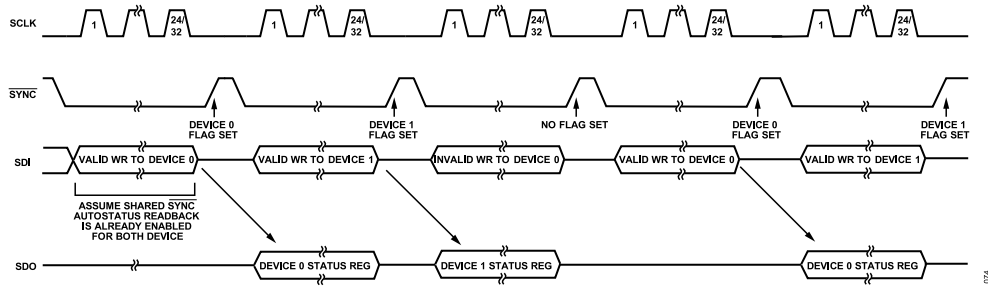 SCLK
1
24/
32
1
24/
32
1
24/
32
1
24/
32
1
24/
32
SYNC
DEVICE 0
FLAG SET
DEVICE 1
FLAG SET
NO FLAG SET
DEVICE 0
FLAG SET
DEVICE 1
FLAG SET
SDI
VALID WR TO DEVICE 0
VALID WR TO DEVICE 1
INVALID WR TO DEVICE 0
VALID WR TO DEVICE 0
VALID WR TO DEVICE 1
ASSUME SHARED SYNC
AUTOSTATUS READBACK
IS ALREADY ENABLED
FOR BOTH DEVICE
SDO
DEVICE 0 STATUS REG
DEVICE 1 STATUS REG
DEVICE 0 STATUS REG
074